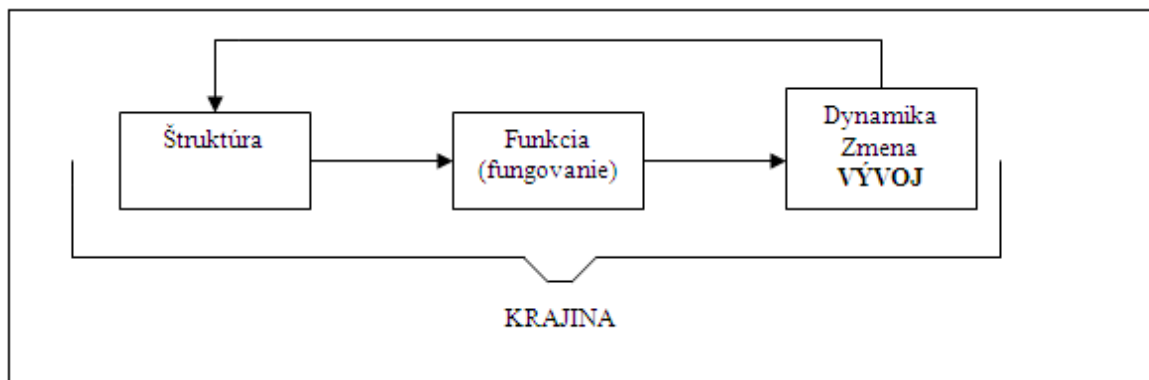 Štruktúra
Funkcia
(fungovanie)
Dynamika
Zmena
VÝVOJ
KRAJINA